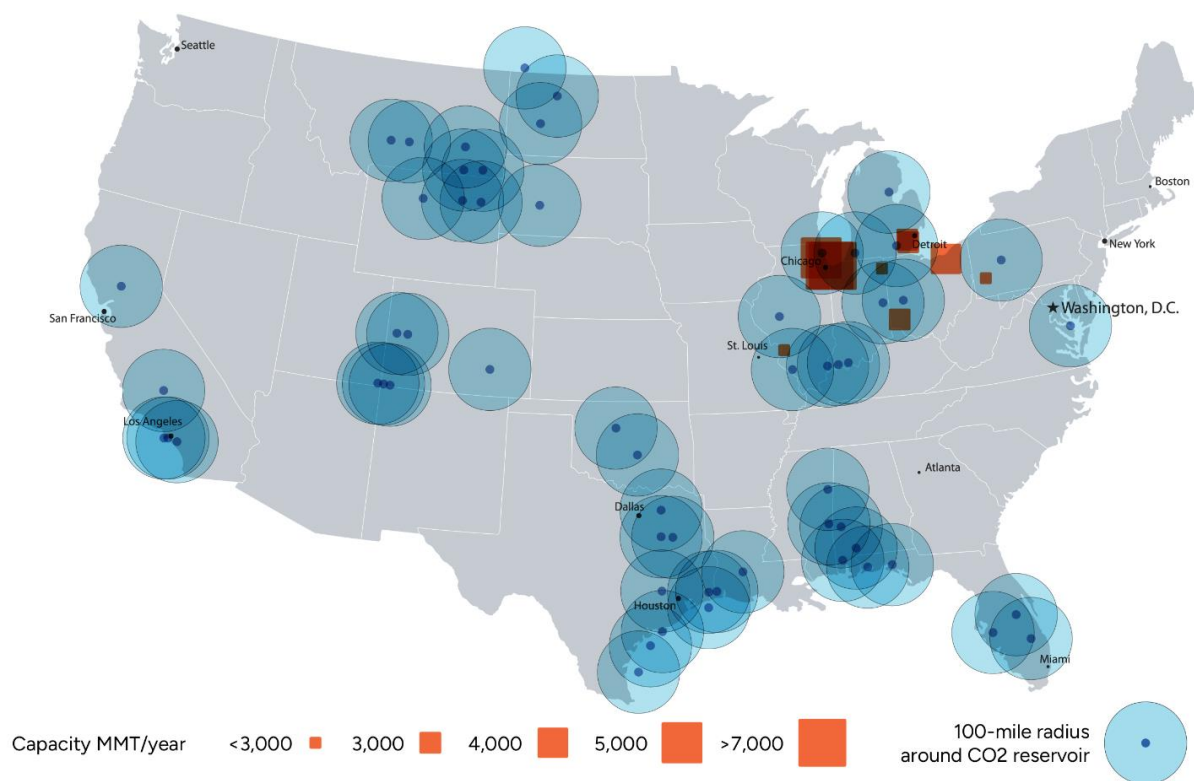 Seattle
Boston
Detroit
New York
Chicago
Washington, D.C.
San Francisco
St. Louis
Los Angeles
Atlanta
Dallas
Houston
Miami
Capacity MMT/year <3,000 3,000 4,000 5,000 >7,000
100-mile radius
around CO2 reservoir